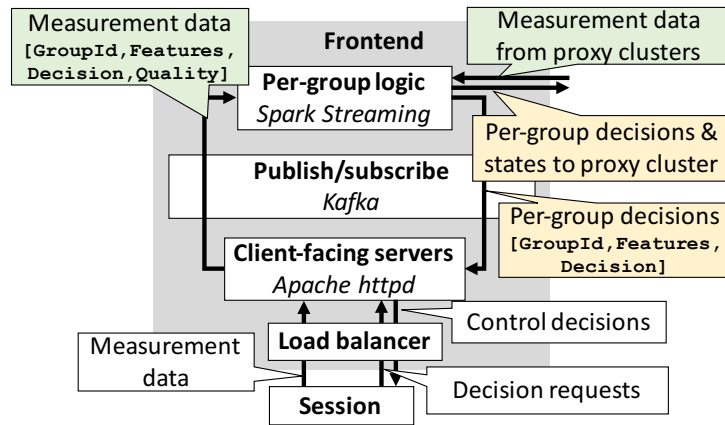 Measurement data
[GroupId,Features,
Decision,Quality]
Frontend
Measurement data
from proxy clusters
Per-group logic
Spark Streaming
Per-group decisions &
states to proxy cluster
Publish/subscribe
Kafka
Per-group decisions
[GroupId,Features,
Decision]
Client-facing servers
Apache httpd
Control decisions
Load balancer
Measurement
data
Decision requests
Session